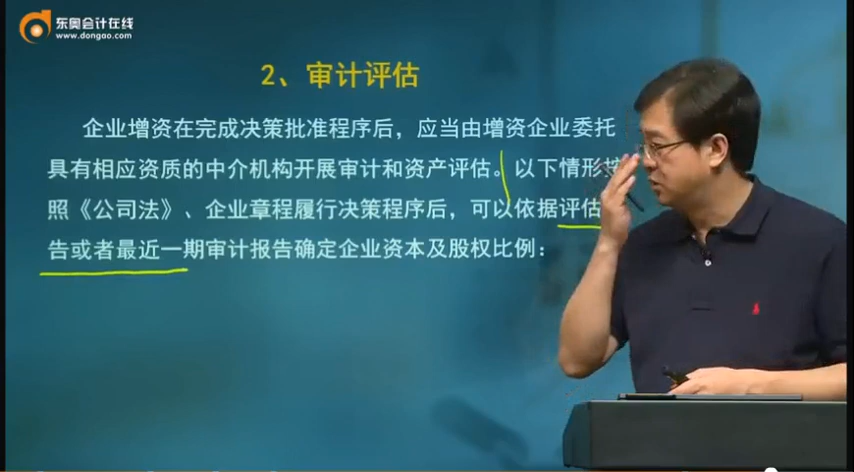 东奥会计在线
www.dongao.com
2、审计评估
企业增资在完成决策批准程序后，应当由增资企业委托
具有相应资质的中介机构开展审计和资产评估。以下情形按
照《公司法》、企业章程履行决策程序后，可以依据评估
告或者最近一期审计报告确定企业资本及股权比例：